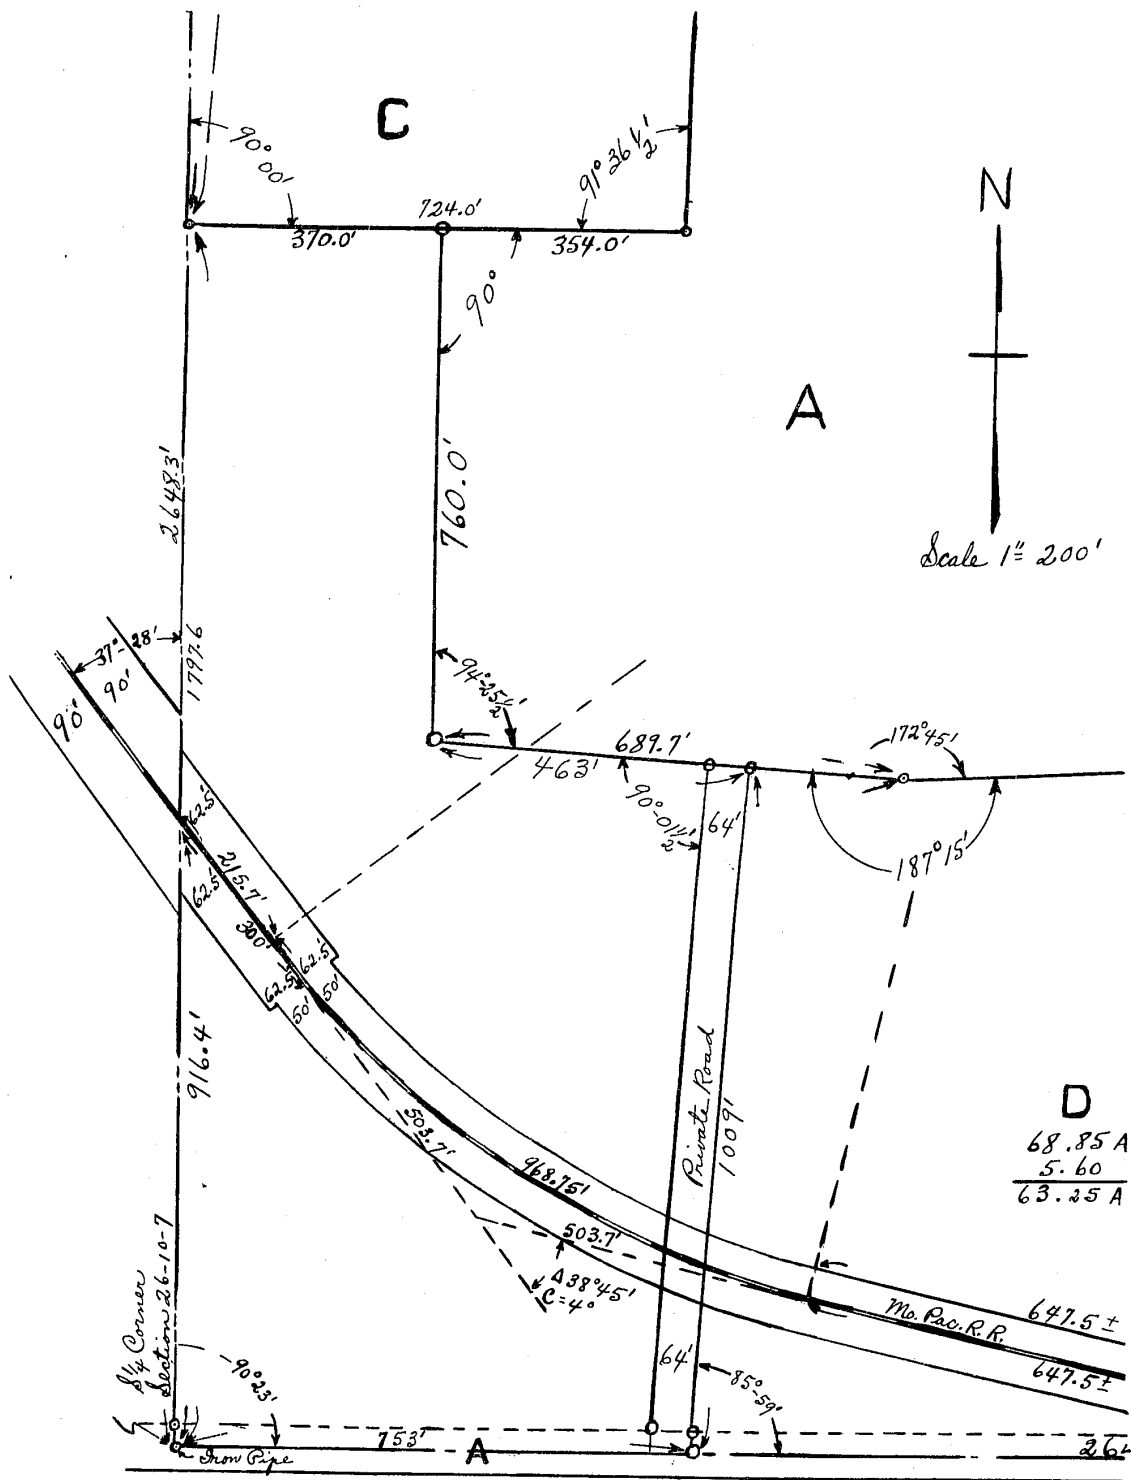 C
90° 00'
91° 36 1/2'
724.0'
370.0'
354.0'
90°
N
A
2648.3'
760.0'
Scale 1" = 200'
37°-28'
90'
90'
1797.6
94°-25 1/2'
689.7'
463'
172° 45'
90°-01 1/2'
64'
187° 15'
62.5'
62.5'
215.7'
300'
62.5'
62.5'
50'
50'
916.4'
Private Road
1009'
D
68.85 A
5.60
63.25 A
503.7'
968.75'
503.7'
Δ 38° 45'
C = 4°
Mo. Pac. R. R.
647.5 ±
647.5 ±
S 1/4 Corner
Section 26-10-7
90° 23'
64'
85°-59'
753'
A
Iron Pipe
264